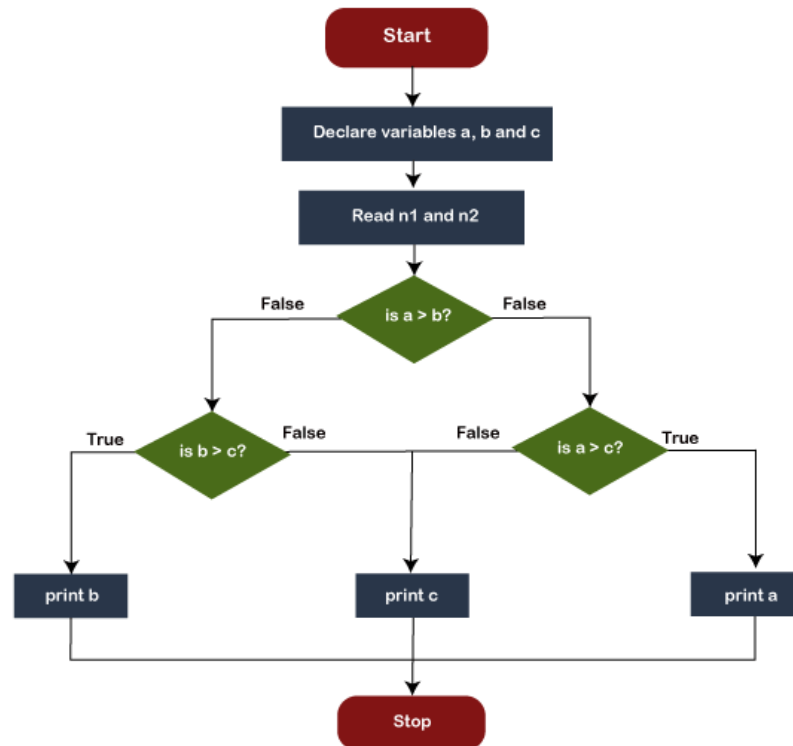 Start
Declare variables a, b and c
Read n1 and n2
False
False
is a > b?
True
is b > c?
False
False
is a > c?
True
print b
print c
print a
Stop